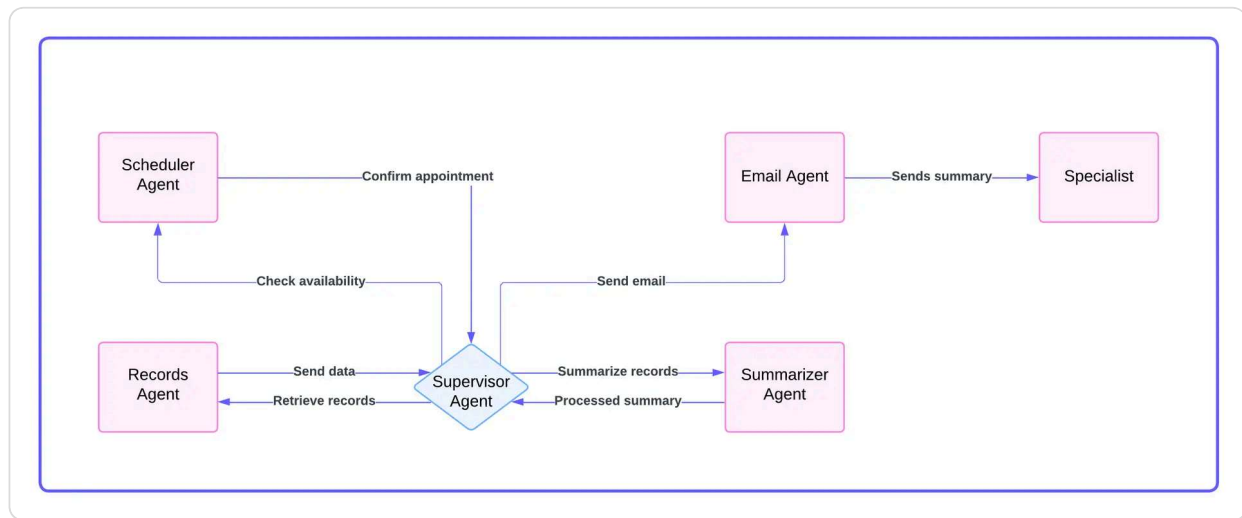 Scheduler
Agent
Confirm appointment
Email Agent
Sends summary
Specialist
Check availability
Send email
Records
Agent
Send data
Retrieve records
Supervisor
Agent
Summarize records
Processed summary
Summarizer
Agent